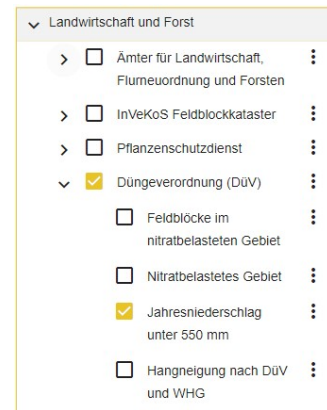 Landwirtschaft und Forst
Ämter für Landwirtschaft,
Flurneuordnung und Forsten
InVeKoS Feldblockkataster
Pflanzenschutzdienst
Düngeverordnung (DüV)
Feldblöcke im
nitratbelasteten Gebiet
Nitratbelastetes Gebiet
Jahresniederschlag
unter 550 mm
Hangneigung nach DüV
und WHG